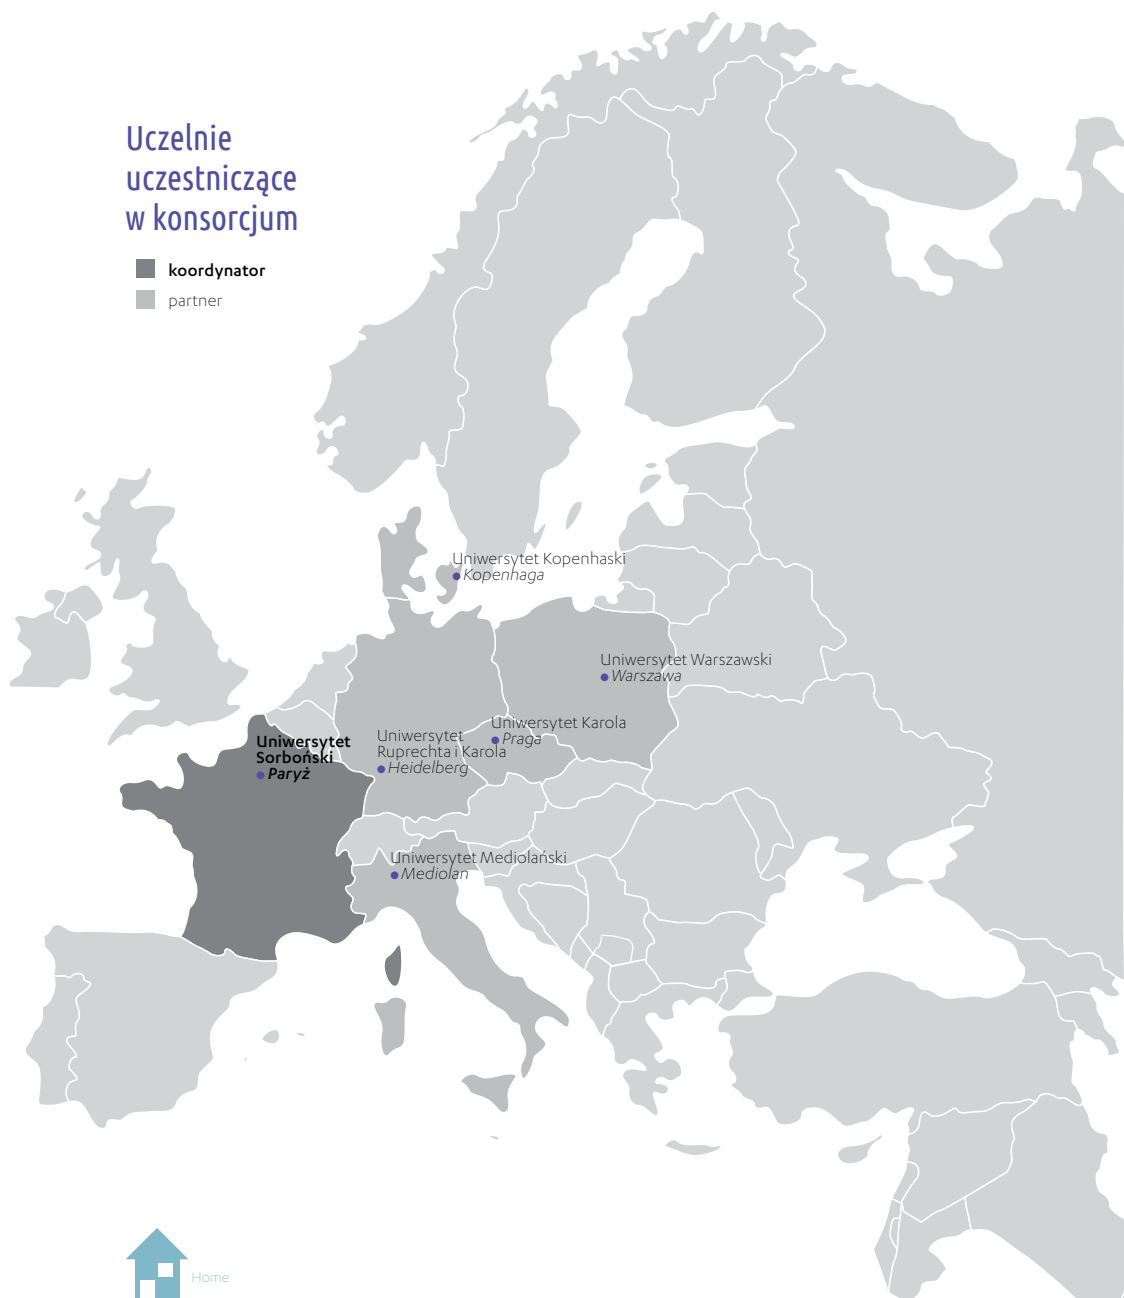 Uczelnie
uczestniczące
w konsorcjum
koordynator
partner
Uniwersytet Kopenhaski
Kopenhaga
Uniwersytet Warszawski
Warszawa
Uniwersytet Karola
Praga
Uniwersytet
Ruprechta i Karola
Heidelberg
Uniwersytet
Sorboński
Paryż
Uniwersytet Mediolański
Mediolan
Home